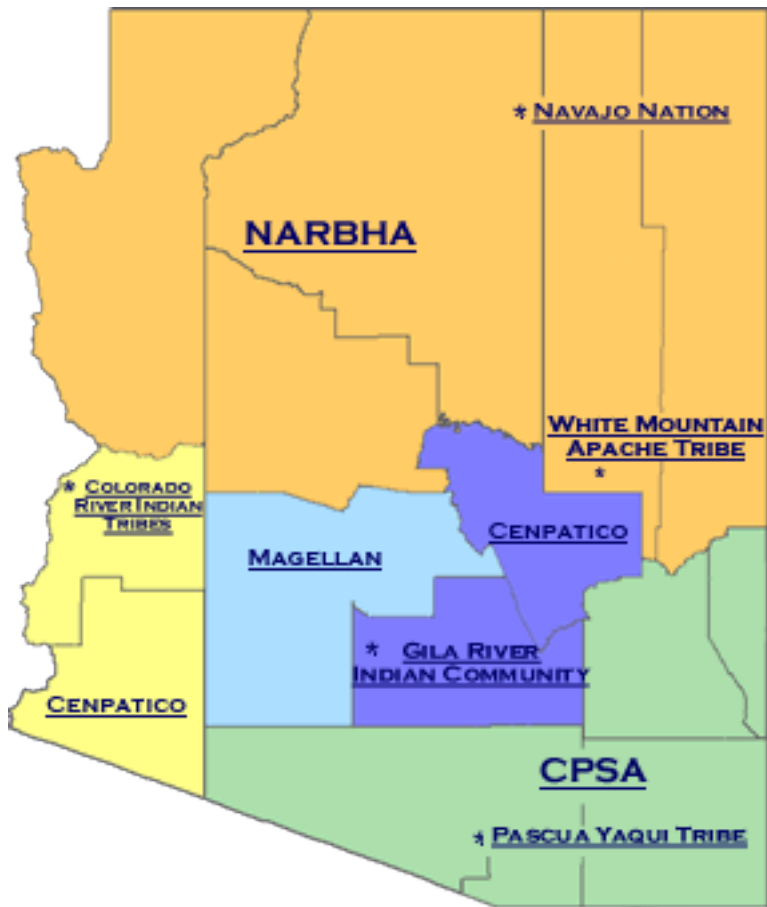 * Navajo Nation
NARBHA
White Mountain
Apache Tribe
*
* Colorado
River Indian
Tribes
Cenpatico
Magellan
* Gila River
Indian Community
Cenpatico
CPSA
* Pascua Yaqui Tribe